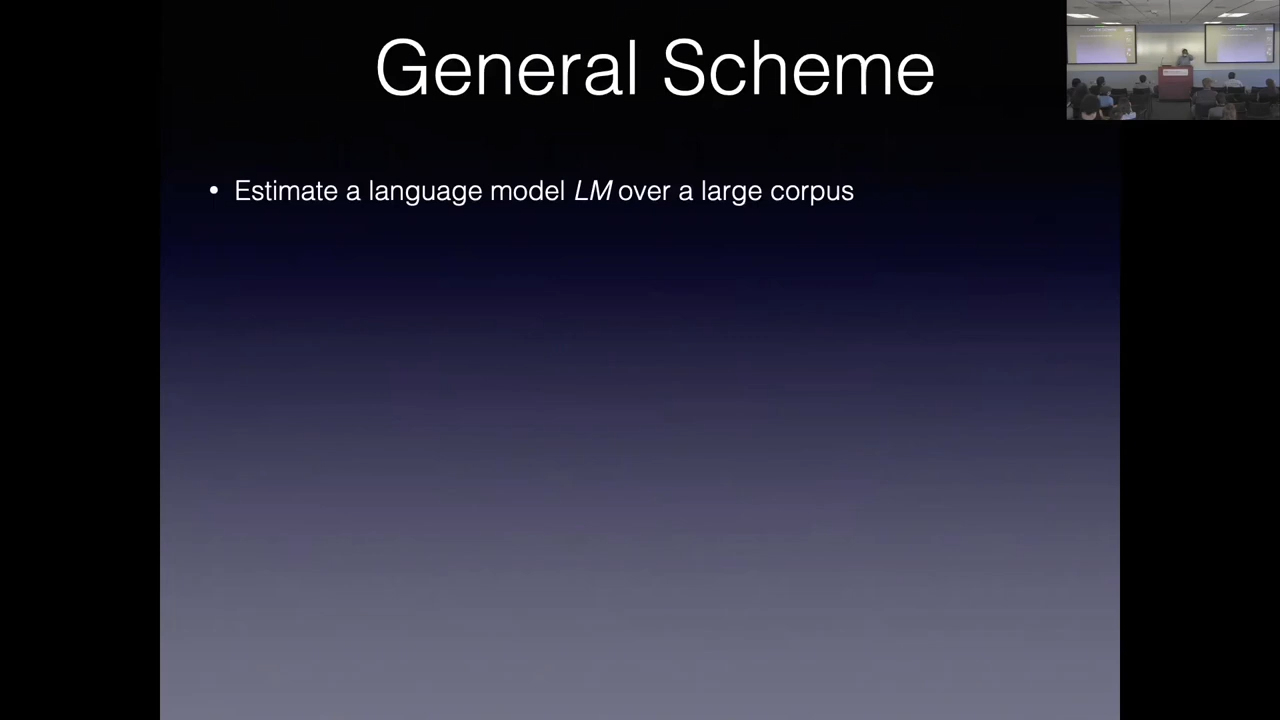 General Scheme
• Estimate a language model LM over a large corpus